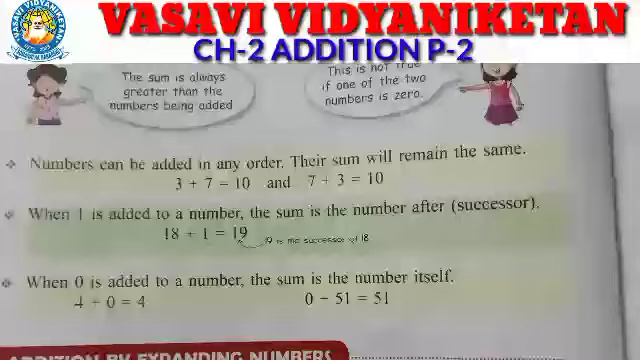 VASAVI VIDYANIKETAN
CH-2 ADDITION P-2
The sum is always
greater than the
numbers being added
This is not true
if one of the two
numbers is zero.
Numbers can be added in any order. Their sum will remain the same.
3 + 7 = 10 and 7 + 3 = 10
When 1 is added to a number, the sum is the number after (successor).
18 + 1 = 19
19 is the successor of 18
When 0 is added to a number, the sum is the number itself.
4 + 0 = 4 0 + 51 = 51
ADDITION BY EXPANDING NUMBERS